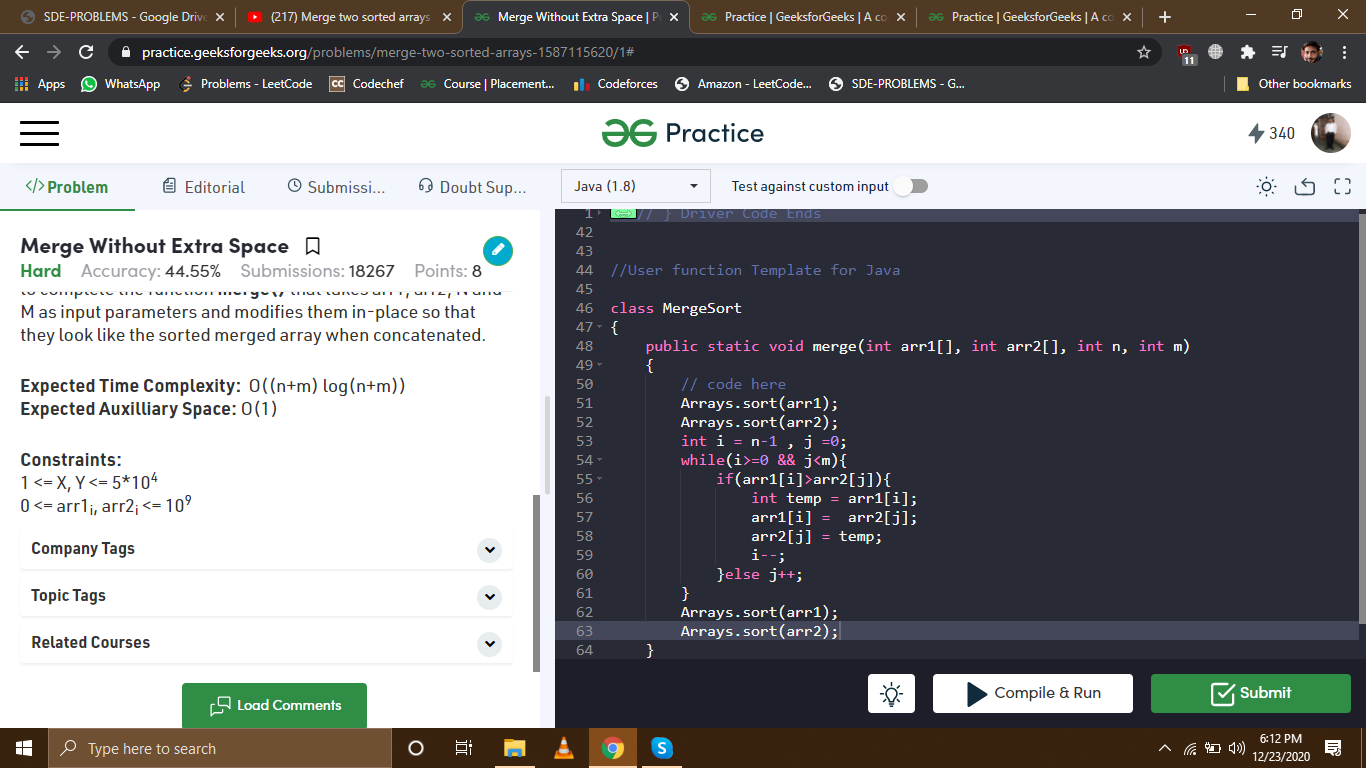 SDE-PROBLEMS - Google Drive
(217) Merge two sorted arrays
Merge Without Extra Space | P
Practice | GeeksforGeeks | A co
Practice | GeeksforGeeks | A co
practice.geeksforgeeks.org/problems/merge-two-sorted-arrays-1587115620/1#
11
Apps
WhatsApp
Problems - LeetCode
CC Codechef
Course | Placement...
Codeforces
Amazon - LeetCode...
SDE-PROBLEMS - G...
Other bookmarks
Practice
340
</> Problem
Editorial
Submissi...
Doubt Sup...
Java (1.8)
Test against custom input
Merge Without Extra Space
Hard Accuracy: 44.55% Submissions: 18267 Points: 8
to complete the function merge() that takes arr1, arr2, N and
M as input parameters and modifies them in-place so that
they look like the sorted merged array when concatenated.
Expected Time Complexity: O((n+m) log(n+m))
Expected Auxilliary Space: O(1)
Constraints:
1 <= X, Y <= 5*10⁴
0 <= arr1ᵢ, arr2ᵢ <= 10⁹
Company Tags
Topic Tags
Related Courses
Load Comments
1 // } Driver Code Ends
42
43
44 //User function Template for Java
45
46 class MergeSort
47 {
48 public static void merge(int arr1[], int arr2[], int n, int m)
49 {
50 // code here
51 Arrays.sort(arr1);
52 Arrays.sort(arr2);
53 int i = n-1 , j =0;
54 while(i>=0 && j<m){
55 if(arr1[i]>arr2[j]){
56 int temp = arr1[i];
57 arr1[i] =  arr2[j];
58 arr2[j] = temp;
59 i--;
60 }else j++;
61 }
62 Arrays.sort(arr1);
63 Arrays.sort(arr2);
64 }
Compile & Run
Submit
Type here to search
6:12 PM
12/23/2020